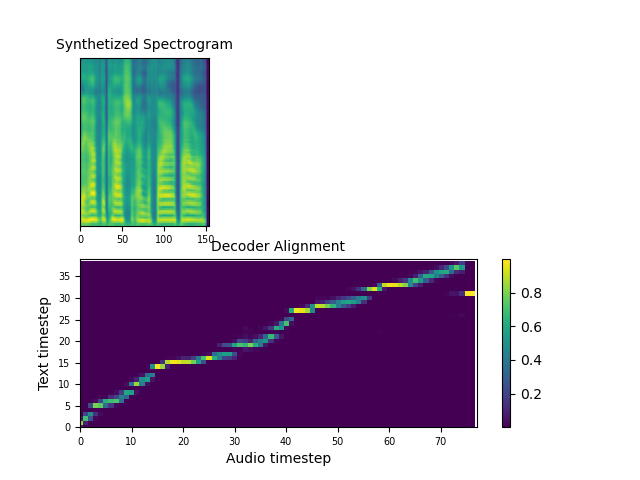 Synthetized Spectrogram
0 50 100 150
Decoder Alignment
35
30
25
20
15
10
5
0
Text timestep
0 10 20 30 40 50 60 70
Audio timestep
0.8
0.6
0.4
0.2